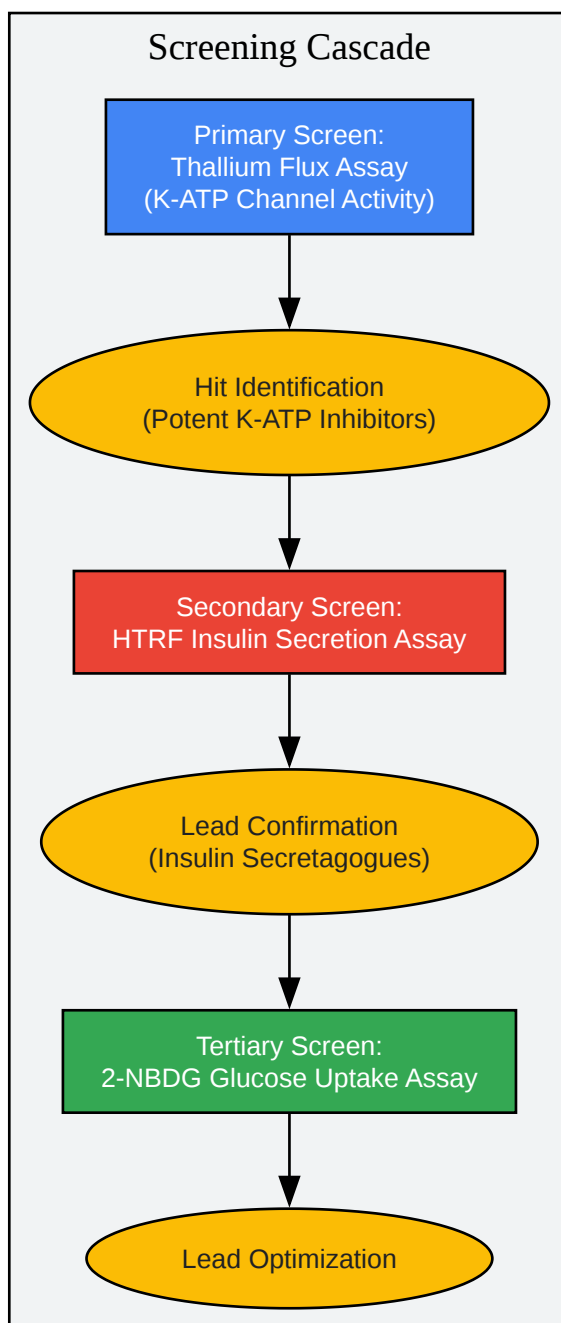 Screening Cascade
Primary Screen:
Thallium Flux Assay
(K-ATP Channel Activity)
Hit Identification
(Potent K-ATP Inhibitors)
Secondary Screen:
HTRF Insulin Secretion Assay
Lead Confirmation
(Insulin Secretagogues)
Tertiary Screen:
2-NBDG Glucose Uptake Assay
Lead Optimization